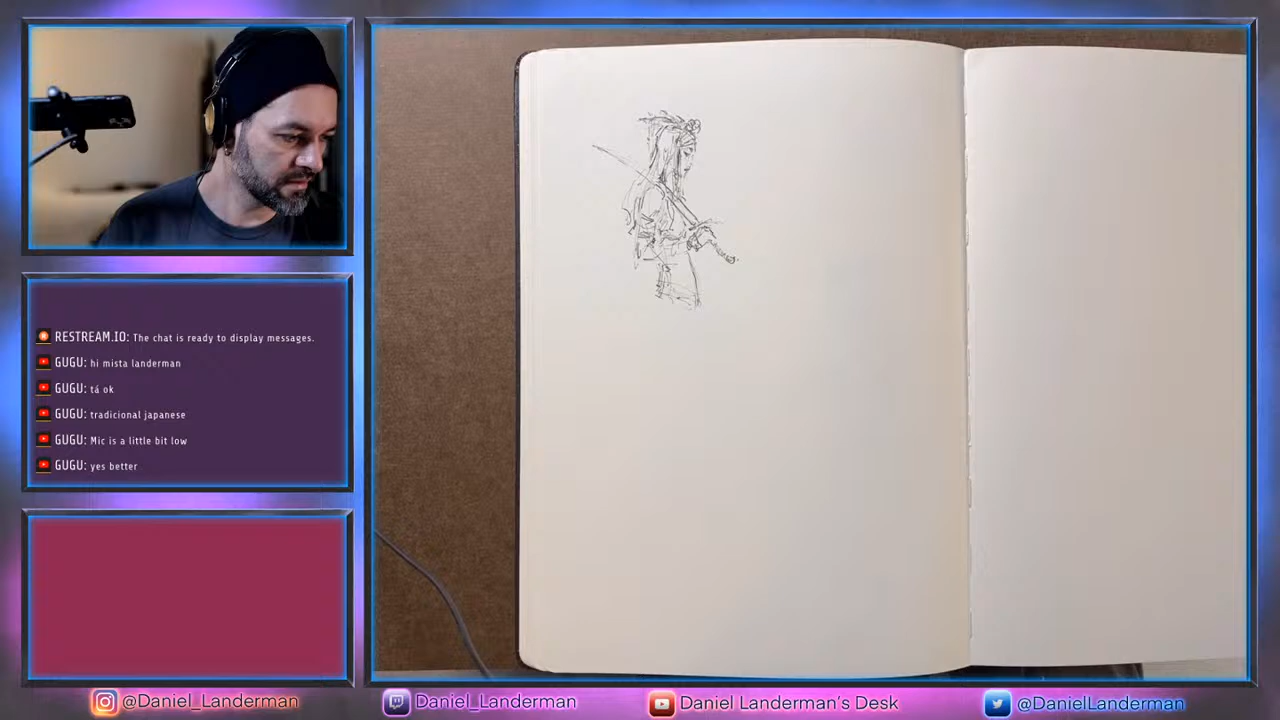 RESTREAM.IO: The chat is ready to display messages.
GUGU: hi mista landerman
GUGU: tá ok
GUGU: tradicional japanese
GUGU: Mic is a little bit low
GUGU: yes better
@Daniel_Landerman
Daniel_Landerman
Daniel Landerman's Desk
@DanielLanderman